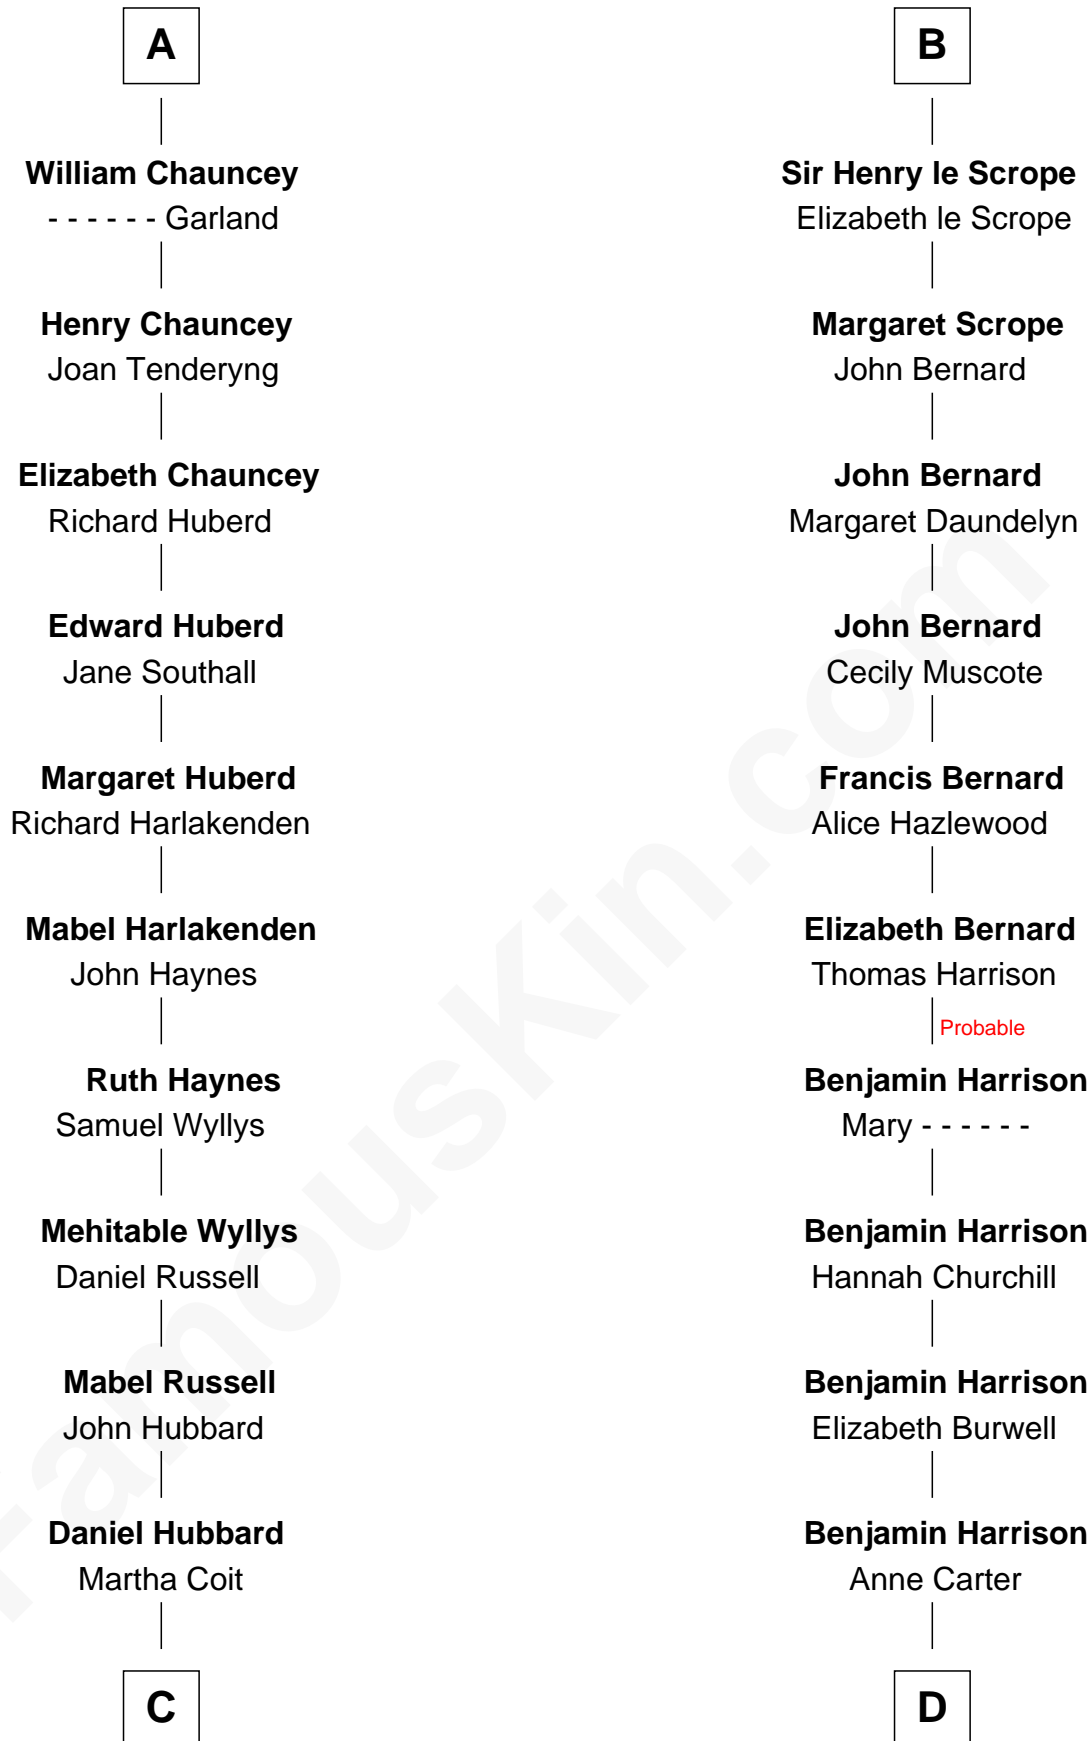 A
William Chauncey
- - - - - - Garland
Henry Chauncey
Joan Tenderyng
Elizabeth Chauncey
Richard Huberd
Edward Huberd
Jane Southall
Margaret Huberd
Richard Harlakenden
Mabel Harlakenden
John Haynes
Ruth Haynes
Samuel Wyllys
Mehitable Wyllys
Daniel Russell
Mabel Russell
John Hubbard
Daniel Hubbard
Martha Coit
C
B
Sir Henry le Scrope
Elizabeth le Scrope
Margaret Scrope
John Bernard
John Bernard
Margaret Daundelyn
John Bernard
Cecily Muscote
Francis Bernard
Alice Hazlewood
Elizabeth Bernard
Thomas Harrison
Probable
Benjamin Harrison
Mary - - - - - -
Benjamin Harrison
Hannah Churchill
Benjamin Harrison
Elizabeth Burwell
Benjamin Harrison
Anne Carter
D
FamousKin.com